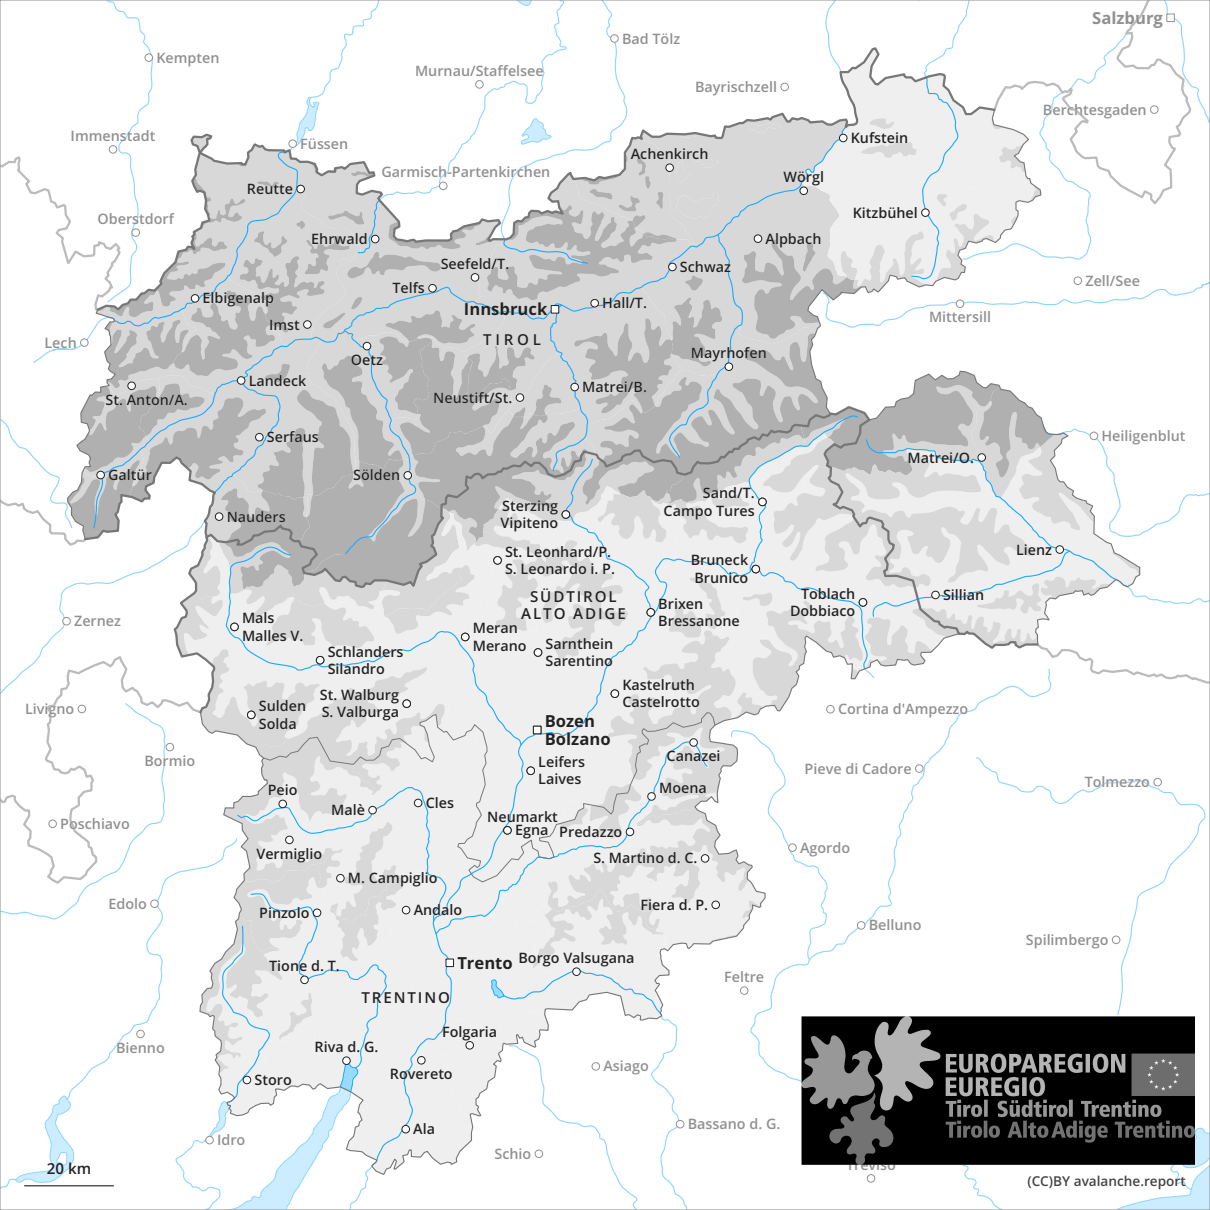 Salzburg
Bad Tölz
Kempten
Murnau/Staffelsee
Bayrischzell
Berchtesgaden
Immenstadt
Füssen
Kufstein
Achenkirch
Garmisch-Partenkirchen
Wörgl
Reutte
Oberstdorf
Kitzbühel
Ehrwald
Alpbach
Seefeld/T.
Schwaz
Zell/See
Telfs
Elbigenalp
Hall/T.
Innsbruck
Mittersill
Imst
TIROL
Lech
Oetz
Mayrhofen
Landeck
Matrei/B.
St. Anton/A.
Neustift/St.
Serfaus
Heiligenblut
Matrei/O.
Galtür
Sölden
Sand/T.
Campo Tures
Sterzing
Vipiteno
Nauders
St. Leonhard/P.
S. Leonardo i. P.
Lienz
Bruneck
Brunico
SÜDTIROL
ALTO ADIGE
Toblach
Dobbiaco
Sillian
Brixen
Bressanone
Zernez
Mals
Malles V.
Meran
Merano
Sarnthein
Sarentino
Schlanders
Silandro
Kastelruth
Castelrotto
St. Walburg
S. Valburga
Sulden
Solda
Livigno
Cortina d'Ampezzo
Bozen
Bolzano
Bormio
Canazei
Leifers
Laives
Pieve di Cadore
Tolmezzo
Peio
Moena
Malè
Cles
Neumarkt
Egna
Predazzo
Poschiavo
Vermiglio
Agordo
S. Martino d. C.
M. Campiglio
Edolo
Pinzolo
Andalo
Fiera d. P.
Belluno
Spilimbergo
Trento
Borgo Valsugana
Tione d. T.
Feltre
TRENTINO
Folgaria
Bienno
Riva d. G.
Rovereto
Asiago
Storo
EUROPAREGION
EUREGIO
Tirol Südtirol Trentino
Tirolo Alto Adige Trentino
Ala
Bassano d. G.
Idro
Schio
Treviso
20 km
(CC)BY avalanche.report